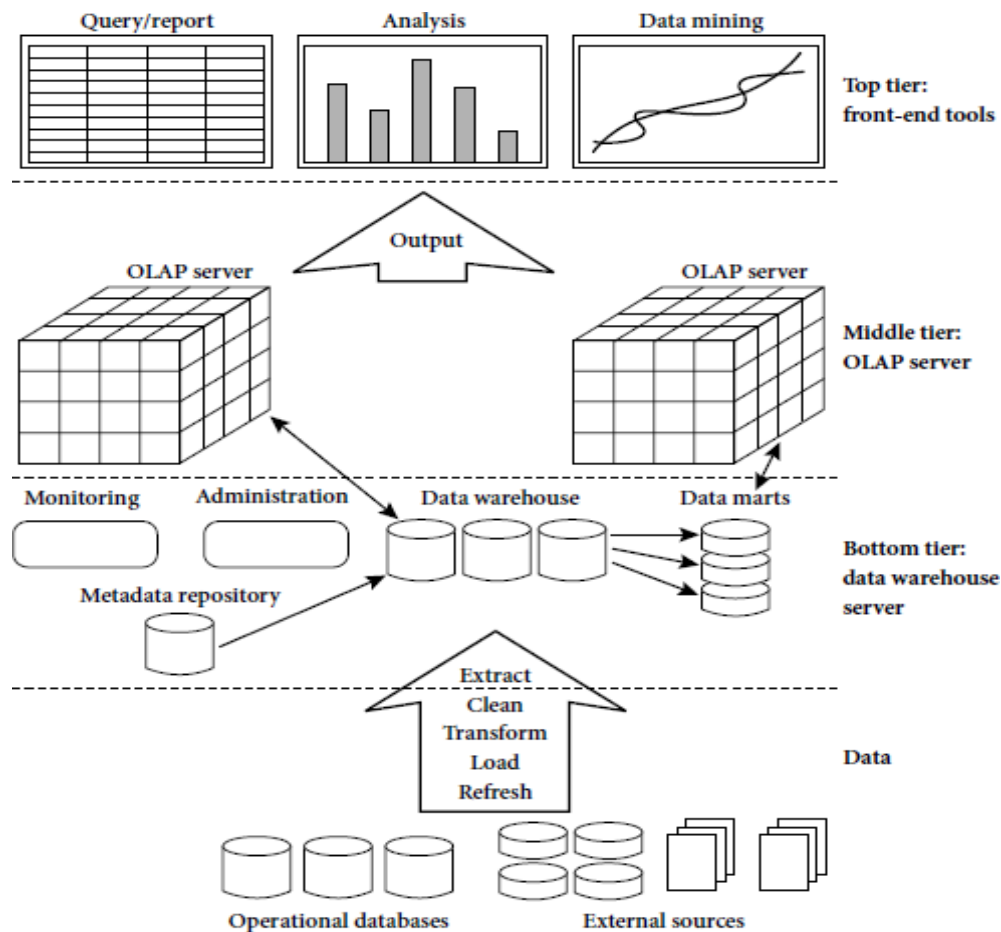 Query/report
Analysis
Data mining
Top tier:
front-end tools
Output
OLAP server
OLAP server
Middle tier:
OLAP server
Monitoring
Administration
Data warehouse
Data marts
Bottom tier:
data warehouse
server
Metadata repository
Extract
Clean
Transform
Load
Refresh
Data
Operational databases
External sources